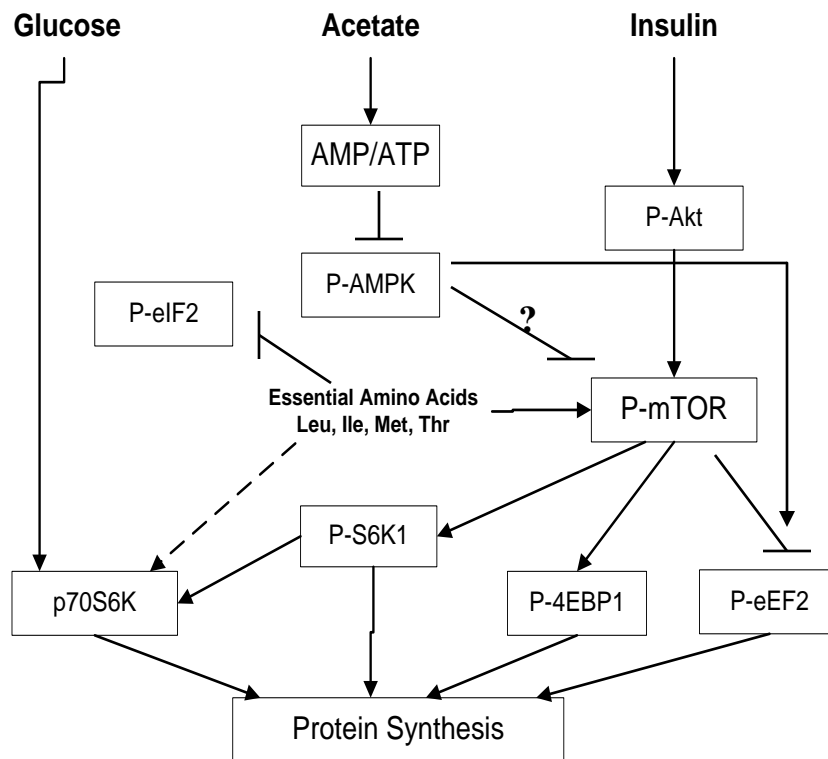 Glucose Acetate Insulin
AMP/ATP
P-Akt
P-AMPK
P-eIF2
?
Essential Amino Acids
Leu, Ile, Met, Thr
P-mTOR
P-S6K1
p70S6K
P-4EBP1
P-eEF2
Protein Synthesis